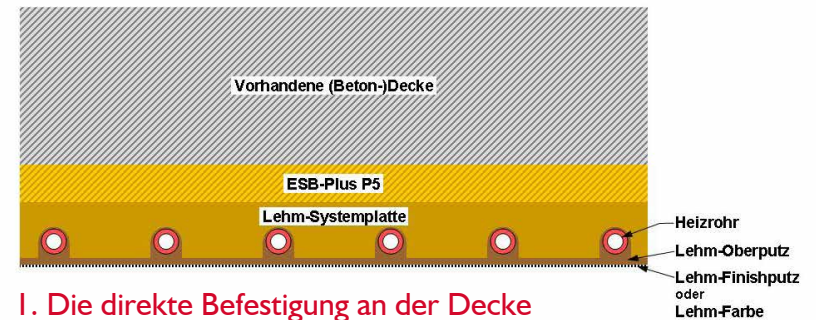 Vorhandene (Beton-)Decke
ESB-Plus P5
Lehm-Systemplatte
Heizrohr
Lehm-Oberputz
Lehm-Finishputz
oder
Lehm-Farbe
1. Die direkte Befestigung an der Decke